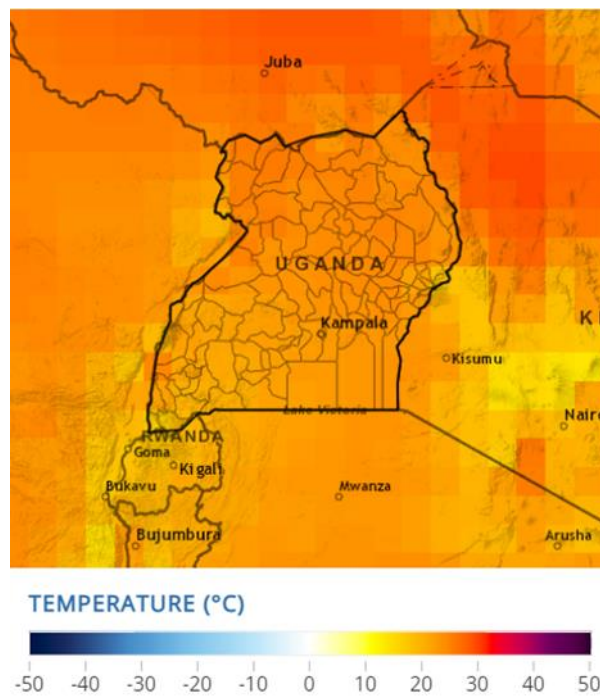 Juba
UGANDA
Kampala
K
Kisumu
Lake Victoria
Nairo
RWANDA
Goma
Kigali
Bukavu
Mwanza
Bujumbura
Arusha
TEMPERATURE (°C)
-50 -40 -30 -20 -10 0 10 20 30 40 50